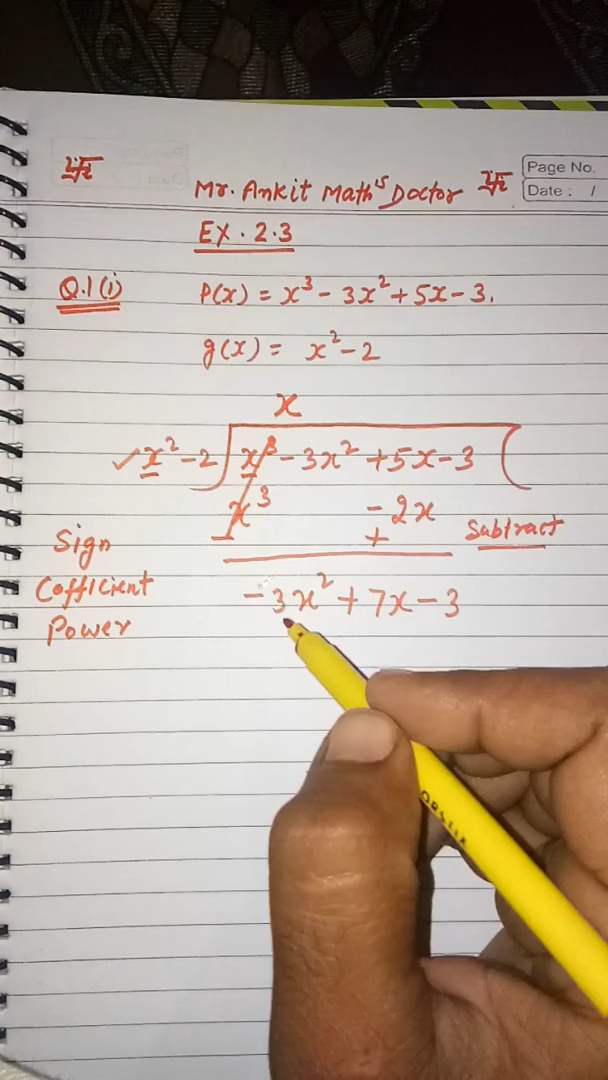 Page No.
Date : /
Mr. Ankit Math's Doctor
EX. 2.3
Q.1(i) P(x) = x³ - 3x² + 5x - 3.
g(x) = x² - 2
x
✓x² - 2 x³ - 3x² + 5x - 3
x³ - 2x
- + Subtract
Sign
Cofficient
Power
-3x² + 7x - 3